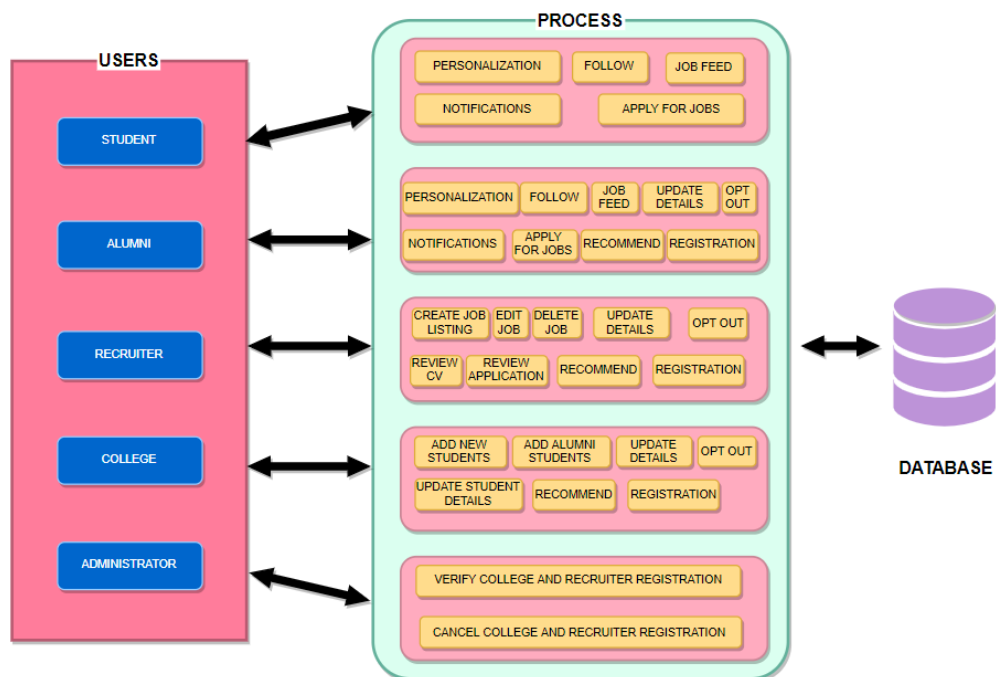 PROCESS
USERS
STUDENT
ALUMNI
RECRUITER
COLLEGE
ADMINISTRATOR
PERSONALIZATION
FOLLOW
JOB FEED
NOTIFICATIONS
APPLY FOR JOBS
PERSONALIZATION
FOLLOW
JOB
FEED
UPDATE
DETAILS
OPT
OUT
NOTIFICATIONS
APPLY
FOR JOBS
RECOMMEND
REGISTRATION
CREATE JOB
LISTING
EDIT
JOB
DELETE
JOB
UPDATE
DETAILS
OPT OUT
REVIEW
CV
REVIEW
APPLICATION
RECOMMEND
REGISTRATION
ADD NEW
STUDENTS
ADD ALUMNI
STUDENTS
UPDATE
DETAILS
OPT OUT
UPDATE STUDENT
DETAILS
RECOMMEND
REGISTRATION
VERIFY COLLEGE AND RECRUITER REGISTRATION
CANCEL COLLEGE AND RECRUITER REGISTRATION
DATABASE